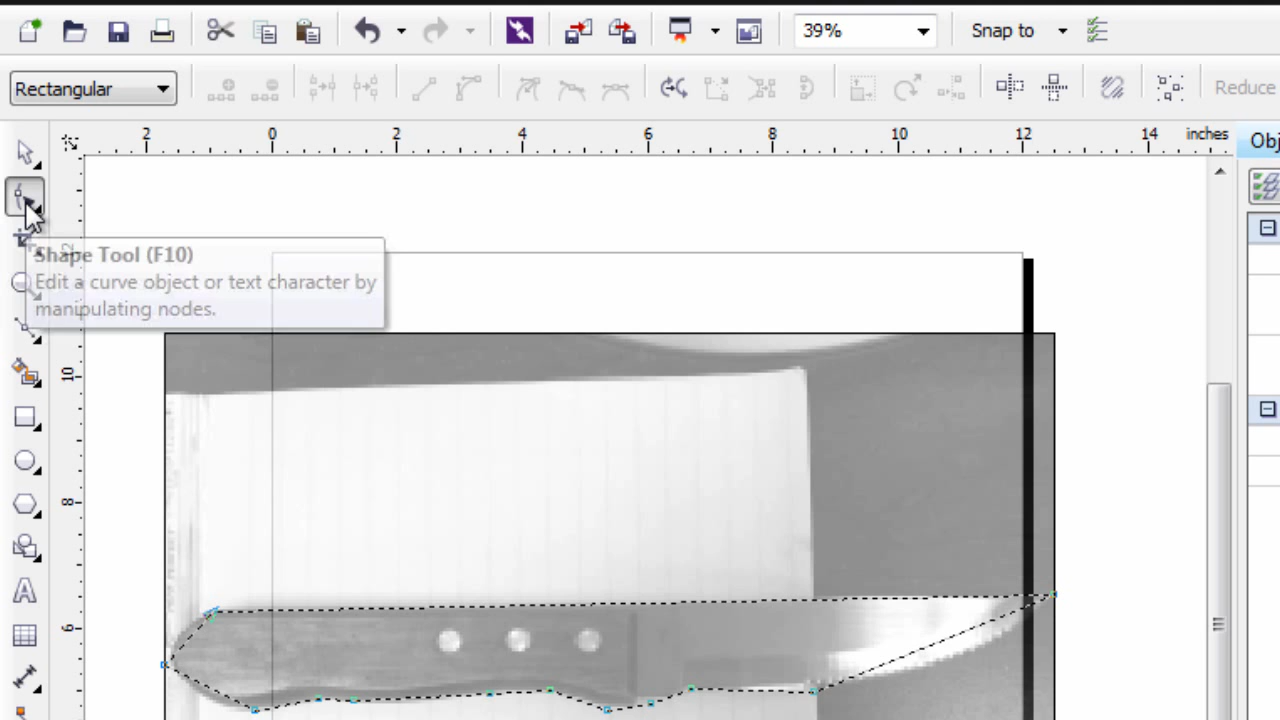 39%
Snap to
Rectangular
Reduce
2 0 2 4 6 8 10 12 14 inches
Obj
12
Shape Tool (F10)
Edit a curve object or text character by
manipulating nodes.
10
8
6